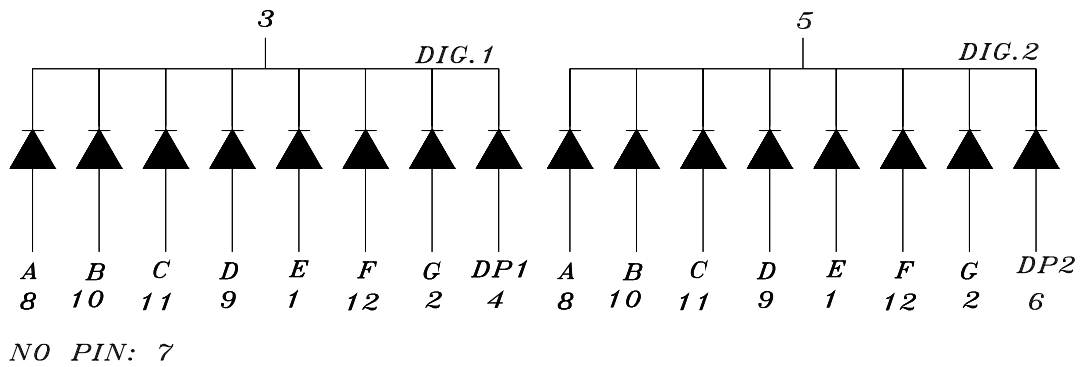 3 5
DIG.1 DIG.2
A B C D E F G DP1 A B C D E F G DP2
8 10 11 9 1 12 2 4 8 10 11 9 1 12 2 6
NO PIN: 7